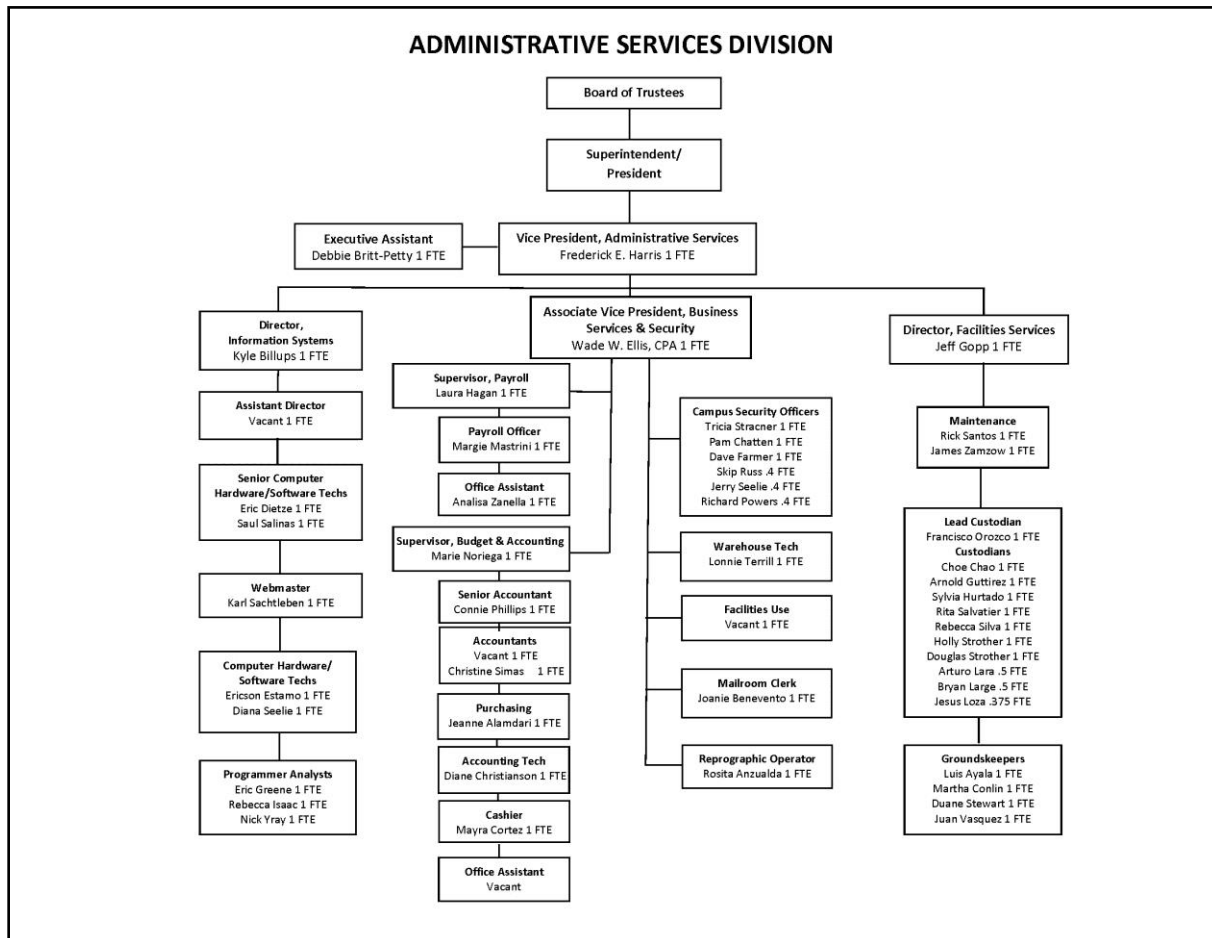 ADMINISTRATIVE SERVICES DIVISION
Board of Trustees
Superintendent/
President
Executive Assistant
Debbie Britt-Petty 1 FTE
Vice President, Administrative Services
Frederick E. Harris 1 FTE
Director,
Information Systems
Kyle Billups 1 FTE
Assistant Director
Vacant 1 FTE
Senior Computer
Hardware/Software Techs
Eric Dietze 1 FTE
Saul Salinas 1 FTE
Webmaster
Karl Sachtleben 1 FTE
Computer Hardware/
Software Techs
Ericson Estamo 1 FTE
Diana Seelie 1 FTE
Programmer Analysts
Eric Greene 1 FTE
Rebecca Isaac 1 FTE
Nick Yray 1 FTE
Associate Vice President, Business
Services & Security
Wade W. Ellis, CPA 1 FTE
Supervisor, Payroll
Laura Hagan 1 FTE
Payroll Officer
Margie Mastrini 1 FTE
Office Assistant
Analisa Zanella 1 FTE
Supervisor, Budget & Accounting
Marie Noriega 1 FTE
Senior Accountant
Connie Phillips 1 FTE
Accountants
Vacant 1 FTE
Christine Simas 1 FTE
Purchasing
Jeanne Alamdari 1 FTE
Accounting Tech
Diane Christianson 1 FTE
Cashier
Mayra Cortez 1 FTE
Office Assistant
Vacant
Campus Security Officers
Tricia Stracner 1 FTE
Pam Chatten 1 FTE
Dave Farmer 1 FTE
Skip Russ .4 FTE
Jerry Seelie .4 FTE
Richard Powers .4 FTE
Warehouse Tech
Lonnie Terrill 1 FTE
Facilities Use
Vacant 1 FTE
Mailroom Clerk
Joanie Benevento 1 FTE
Reprographic Operator
Rosita Anzualda 1 FTE
Director, Facilities Services
Jeff Gopp 1 FTE
Maintenance
Rick Santos 1 FTE
James Zamzow 1 FTE
Lead Custodian
Francisco Orozco 1 FTE
Custodians
Choe Chao 1 FTE
Arnold Guttirez 1 FTE
Sylvia Hurtado 1 FTE
Rita Salvatier 1 FTE
Rebecca Silva 1 FTE
Holly Strother 1 FTE
Douglas Strother 1 FTE
Arturo Lara .5 FTE
Bryan Large .5 FTE
Jesus Loza .375 FTE
Groundskeepers
Luis Ayala 1 FTE
Martha Conlin 1 FTE
Duane Stewart 1 FTE
Juan Vasquez 1 FTE